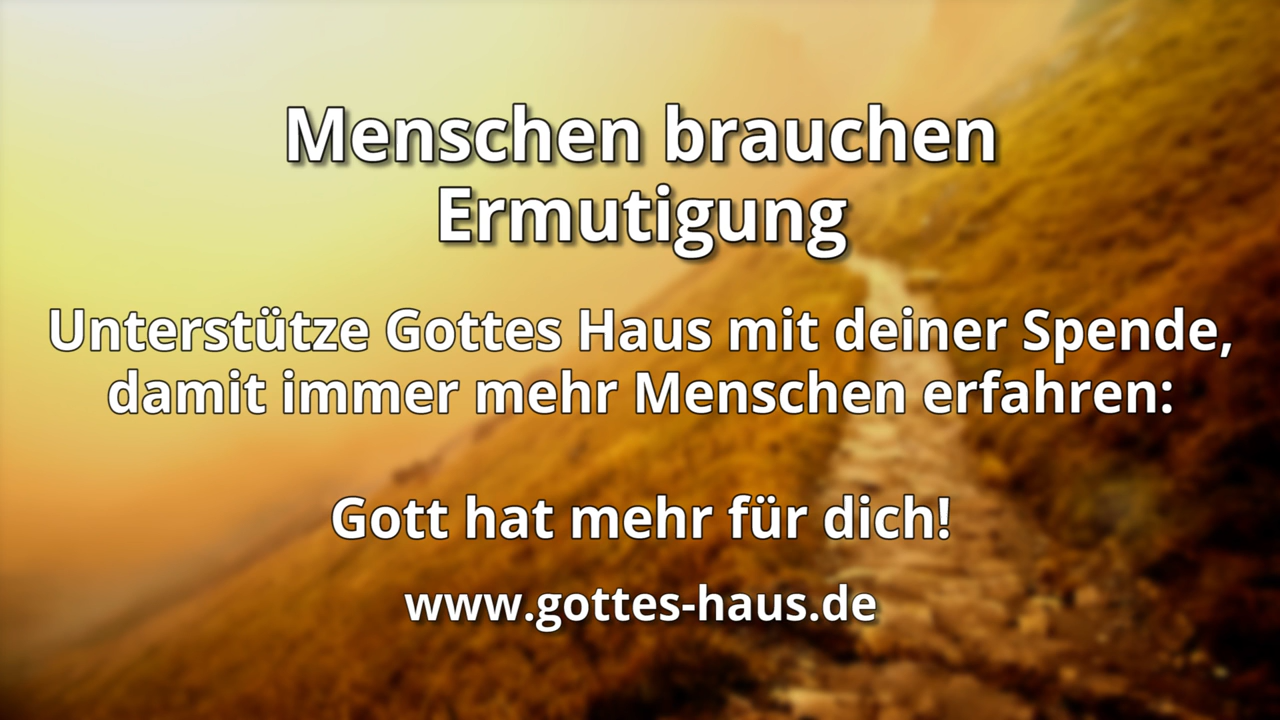 Menschen brauchen
Ermutigung
Unterstütze Gottes Haus mit deiner Spende,
damit immer mehr Menschen erfahren:
Gott hat mehr für dich!
www.gottes-haus.de